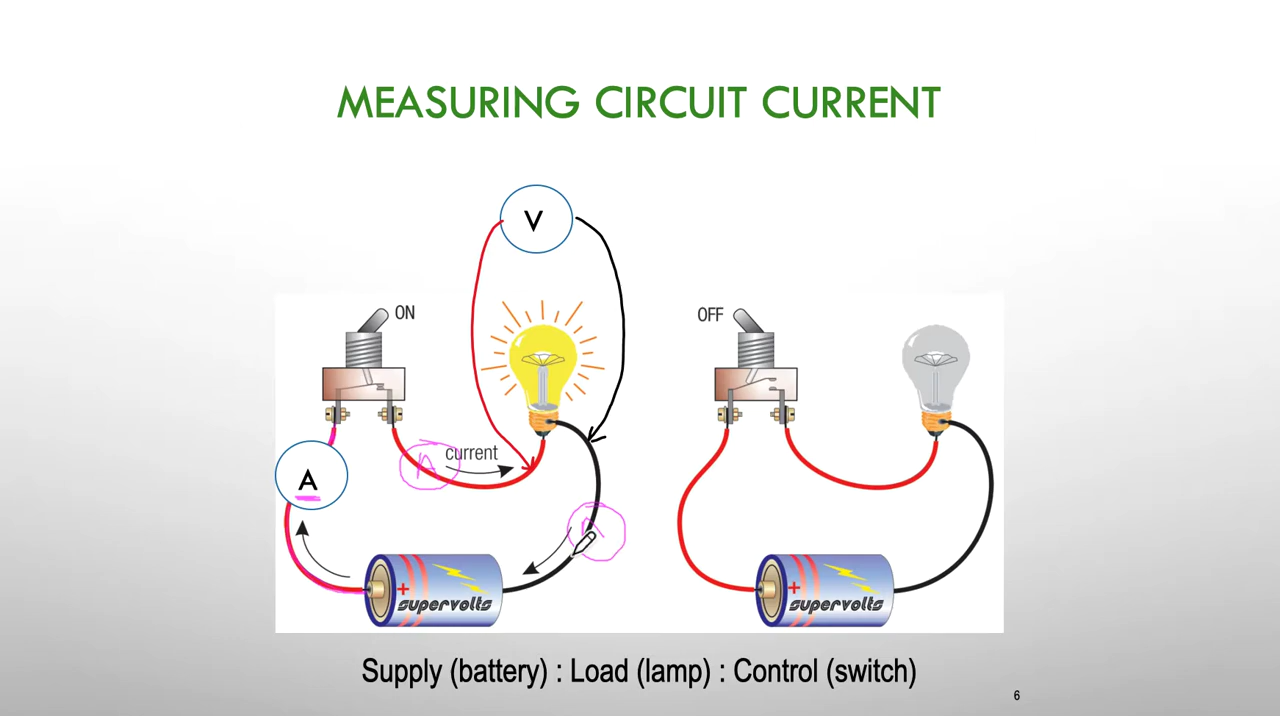 MEASURING CIRCUIT CURRENT
V
ON
OFF
current
A
A
A
+
supervolts
+
supervolts
Supply (battery) : Load (lamp) : Control (switch)
6